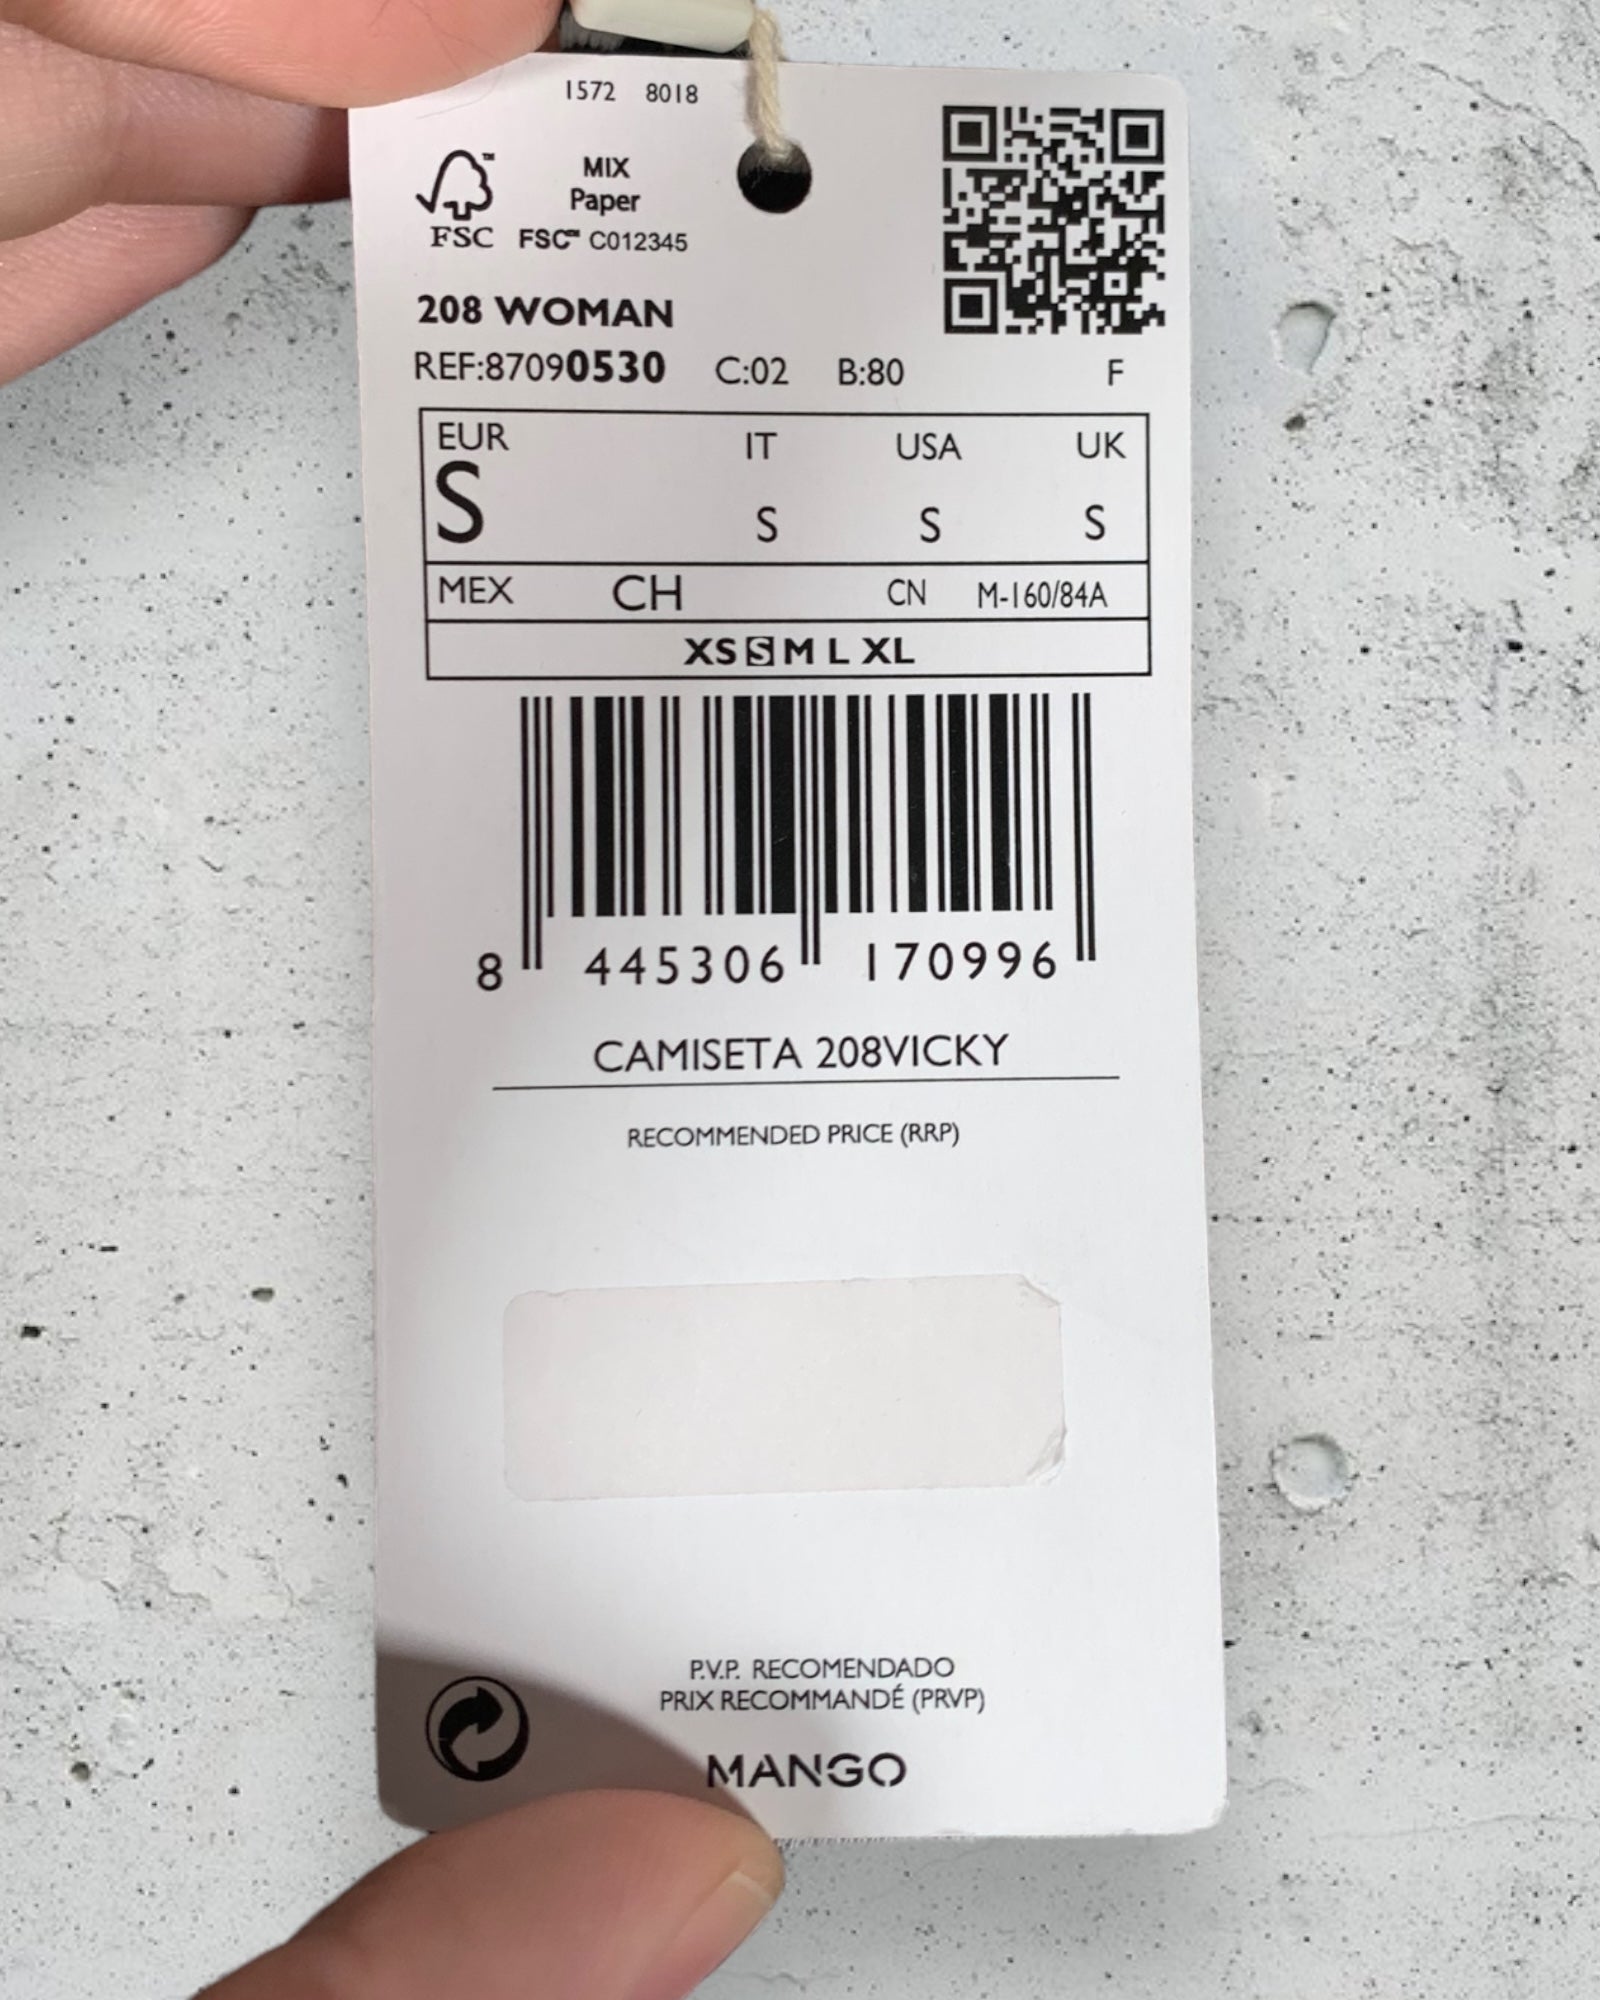 1572 8018
MIX
Paper
FSC FSC™ C012345
208 WOMAN
REF:87090530 C:02 B:80 F
EUR IT USA UK
S S S S
MEX CH CN M-160/84A
XS S M L XL
8 445306 170996
CAMISETA 208VICKY
RECOMMENDED PRICE (RRP)
P.V.P. RECOMENDADO
PRIX RECOMMANDÉ (PRVP)
MANGO